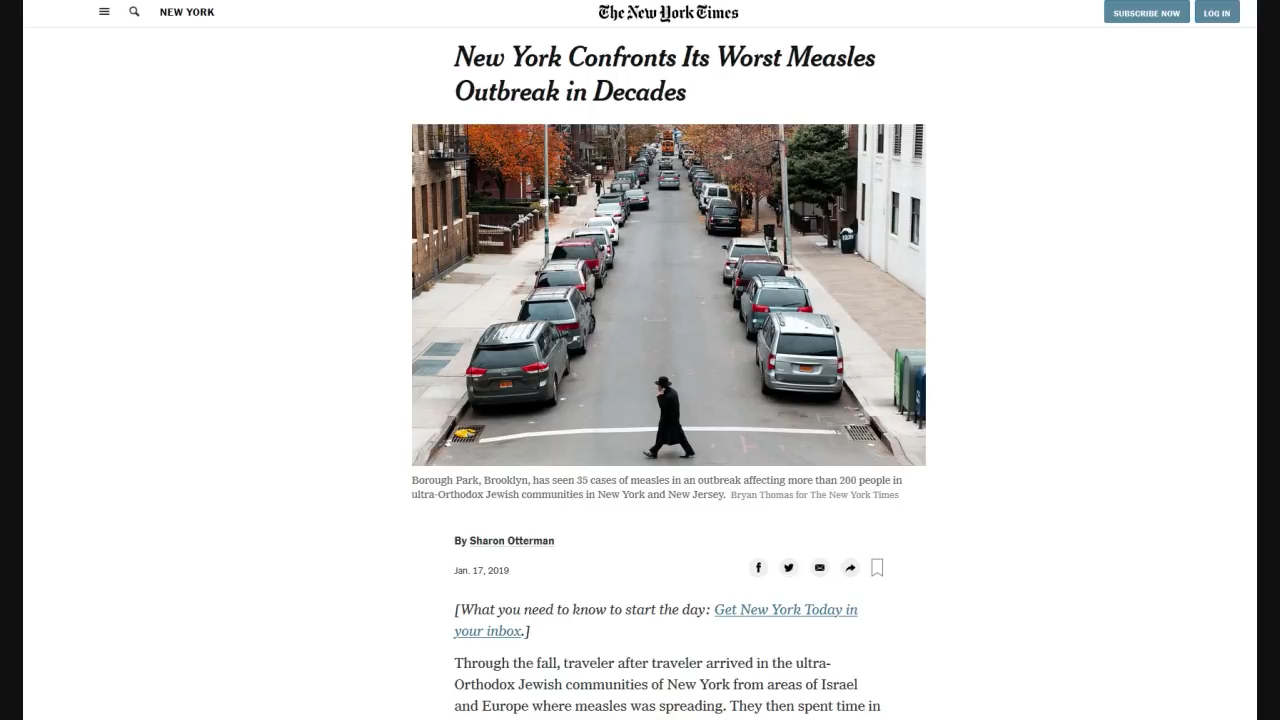 NEW YORK
The New York Times
SUBSCRIBE NOW
LOG IN
New York Confronts Its Worst Measles
Outbreak in Decades
Borough Park, Brooklyn, has seen 35 cases of measles in an outbreak affecting more than 200 people in
ultra-Orthodox Jewish communities in New York and New Jersey. Bryan Thomas for The New York Times
By Sharon Otterman
Jan. 17, 2019
[What you need to know to start the day: Get New York Today in
your inbox.]
Through the fall, traveler after traveler arrived in the ultra-
Orthodox Jewish communities of New York from areas of Israel
and Europe where measles was spreading. They then spent time in